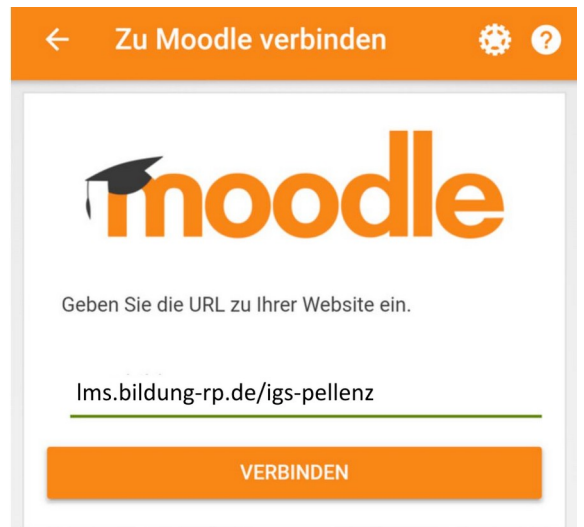 Zu Moodle verbinden
moodle
Geben Sie die URL zu Ihrer Website ein.
lms.bildung-rp.de/igs-pellenz
VERBINDEN